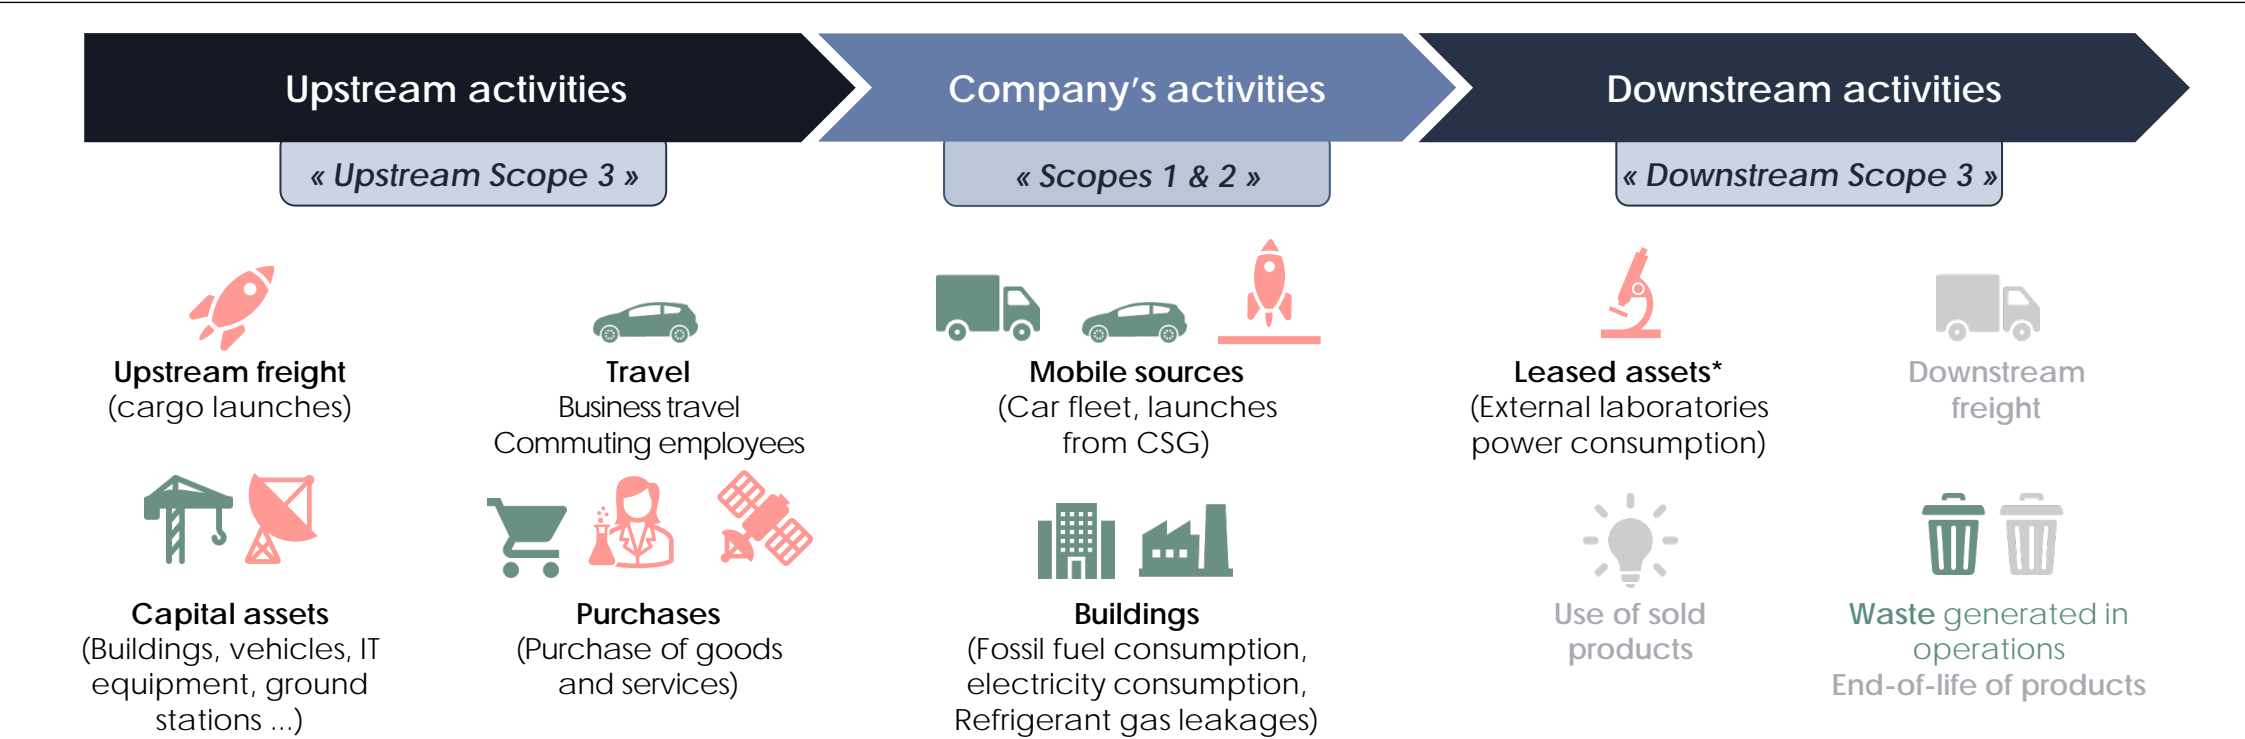 Upstream activities
Company's activities
Downstream activities
« Upstream Scope 3 »
« Scopes 1 & 2 »
« Downstream Scope 3 »
Upstream freight
(cargo launches)
Travel
Business travel
Commuting employees
Mobile sources
(Car fleet, launches
from CSG)
Leased assets*
(External laboratories
power consumption)
Downstream
freight
Capital assets
(Buildings, vehicles, IT
equipment, ground
stations ...)
Purchases
(Purchase of goods
and services)
Buildings
(Fossil fuel consumption,
electricity consumption,
Refrigerant gas leakages)
Use of sold
products
Waste generated in
operations
End-of-life of products